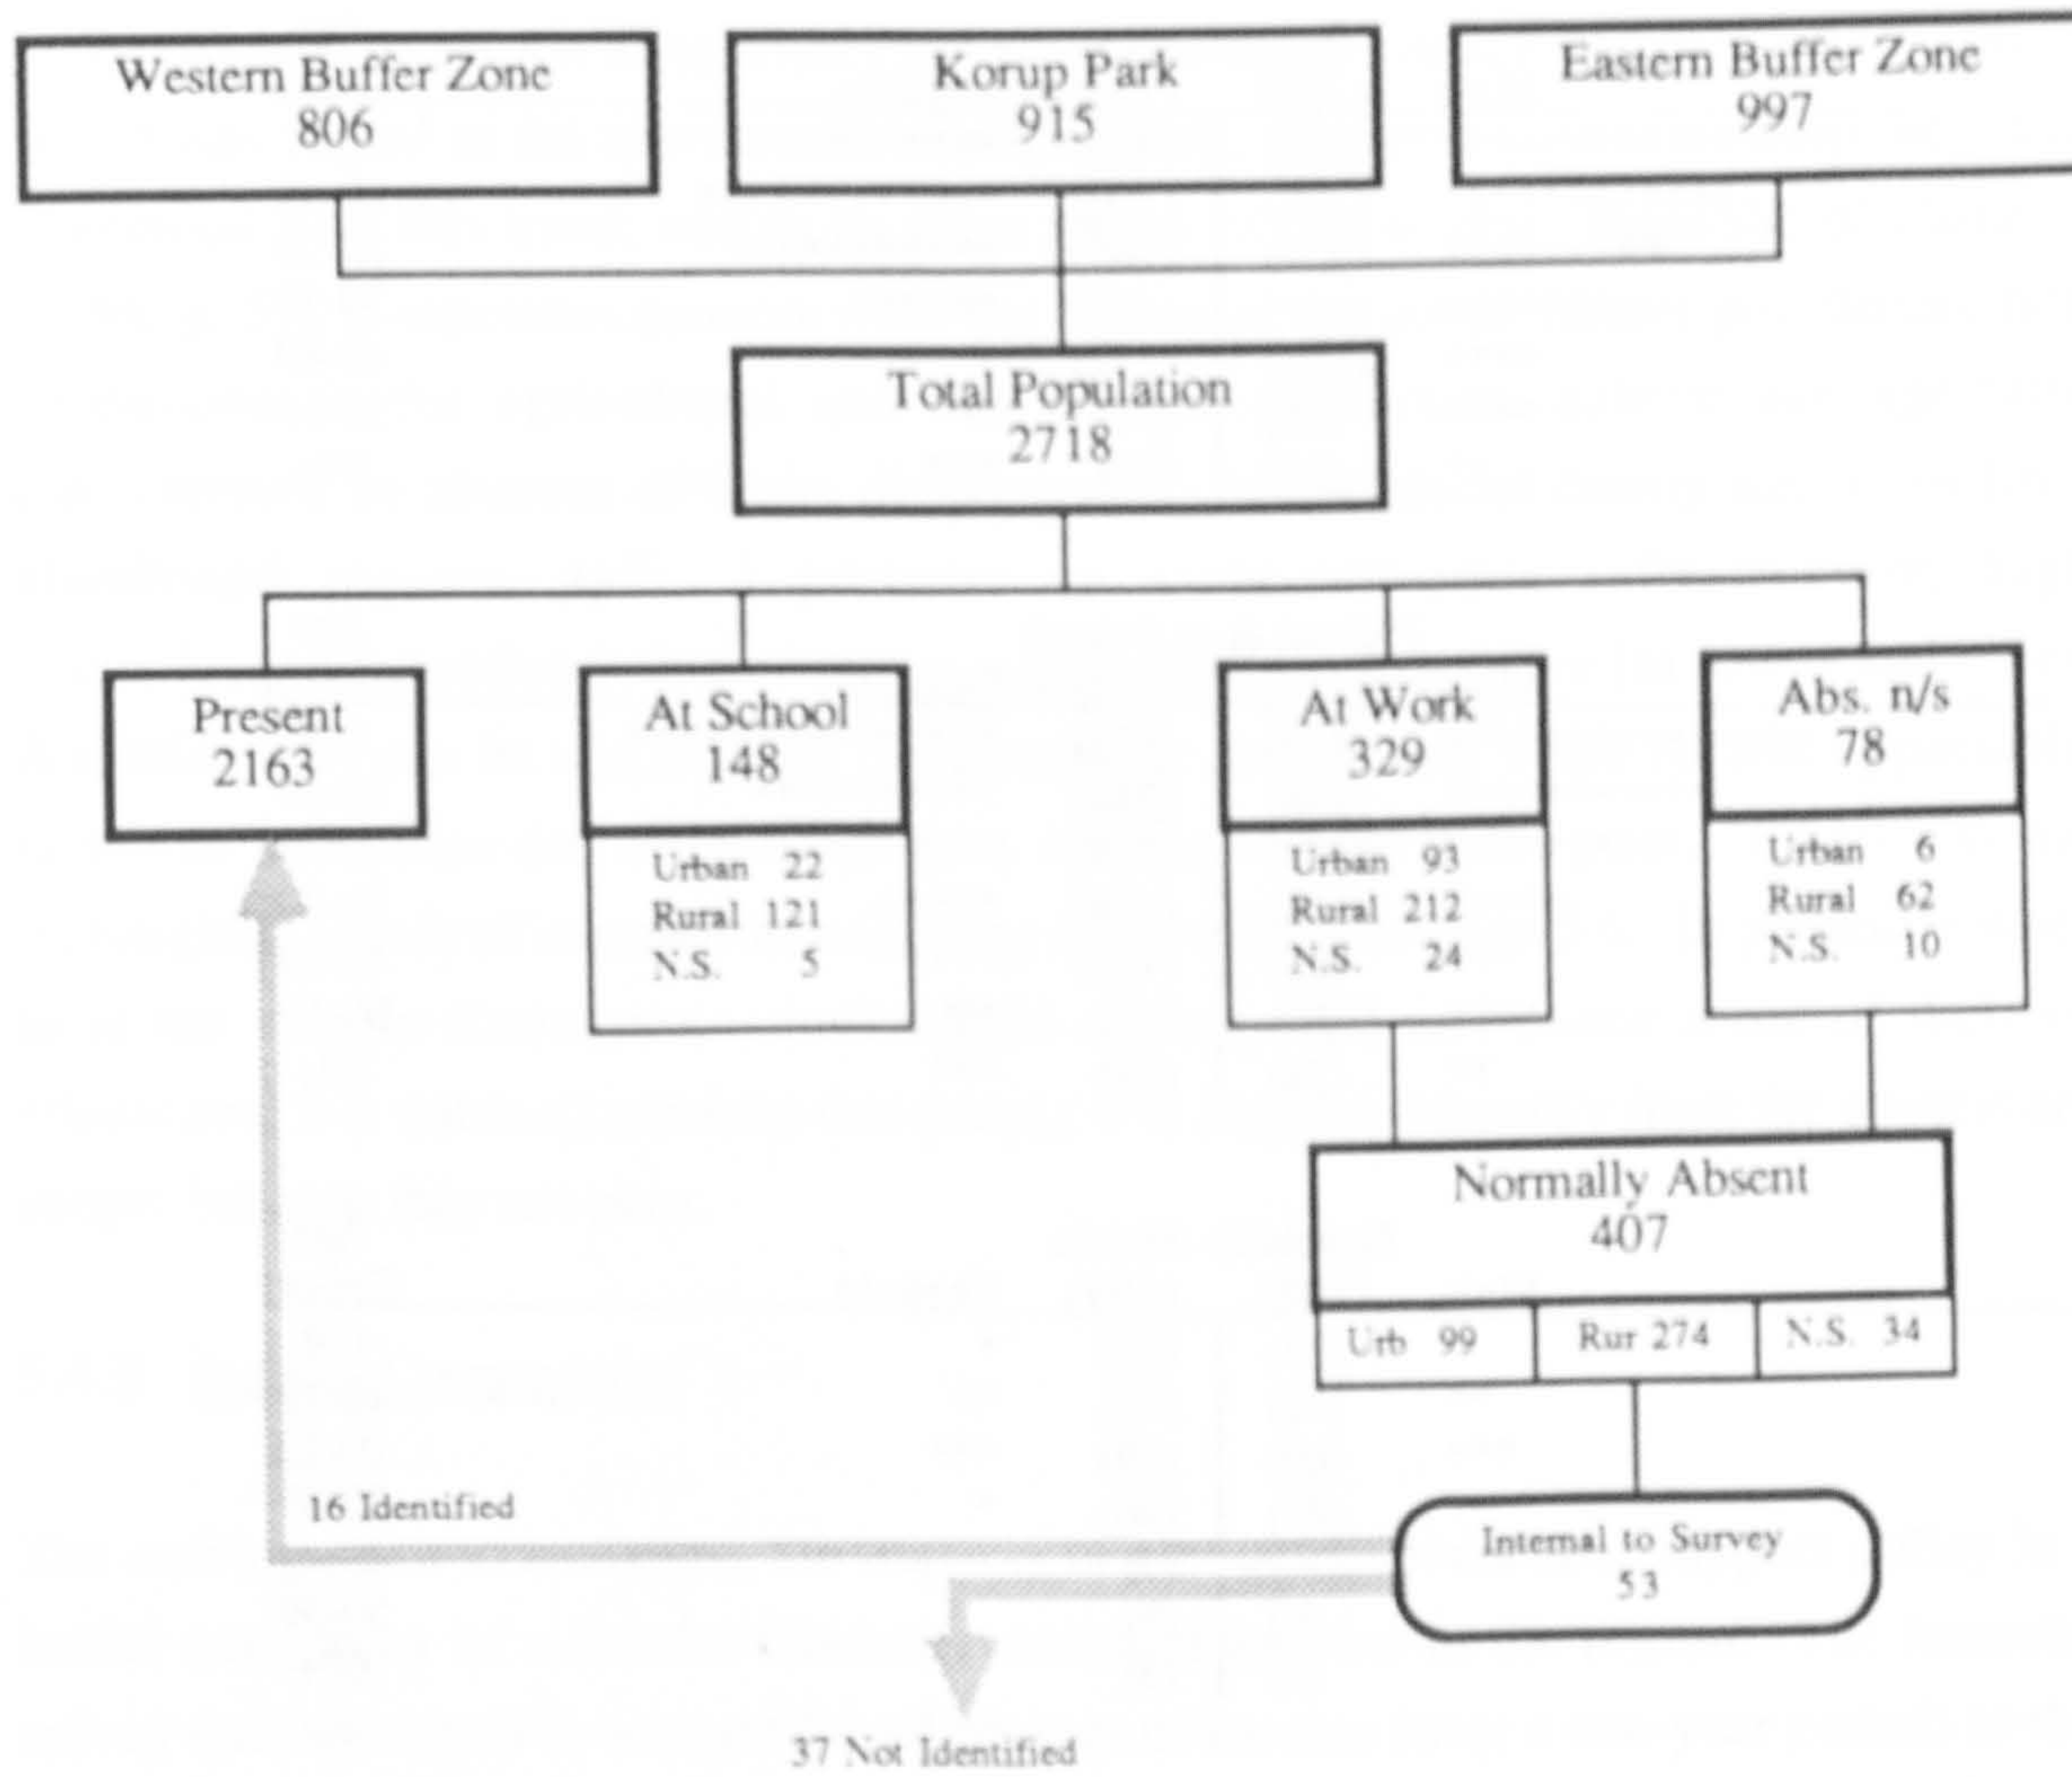 Western Buffer Zone
806
Korup Park
915
Eastern Buffer Zone
997
Total Population
2718
Present
2163
At School
148
Urban 22
Rural 121
N.S. 5
At Work
329
Urban 93
Rural 212
N.S. 24
Abs. n/s
78
Urban 6
Rural 62
N.S. 10
Normally Absent
407
Urb 99
Rur 274
N.S. 34
16 Identified
Internal to Survey
53
37 Not Identified